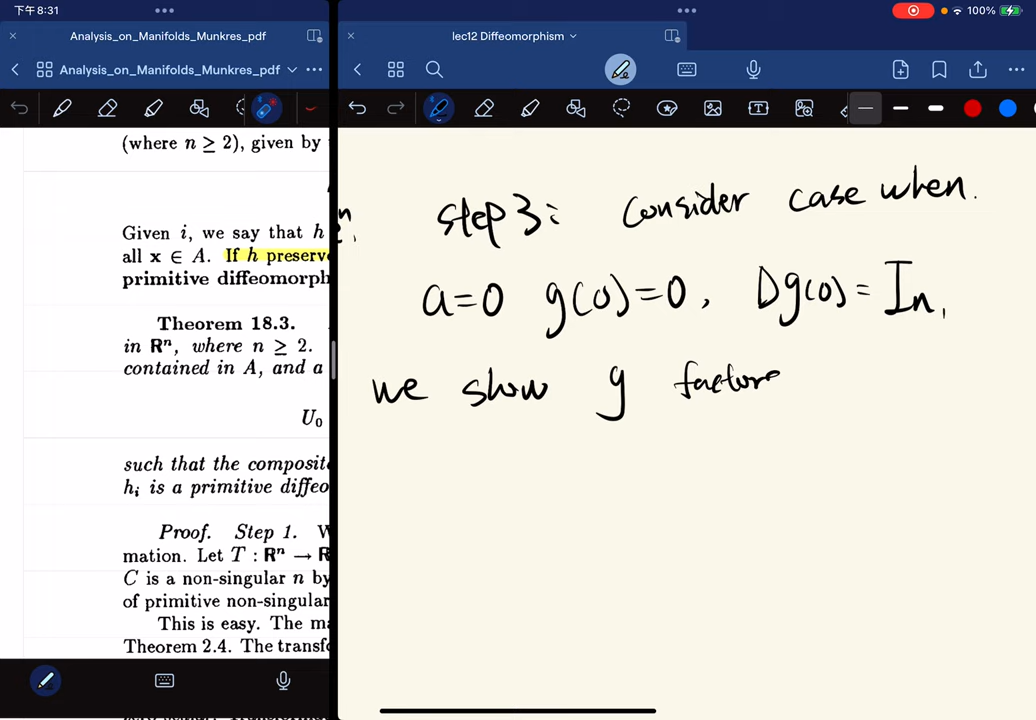 下午8:31
100%
Analysis_on_Manifolds_Munkres_pdf
Analysis_on_Manifolds_Munkres_pdf
(where n ≥ 2), given by
Given i, we say that h
all x ∈ A. If h preserv
primitive diffeomorph
Theorem 18.3.
in Rⁿ, where n ≥ 2.
contained in A, and a
U₀
such that the composit
hᵢ is a primitive diffeo
Proof. Step 1. W
mation. Let T : Rⁿ → R
C is a non-singular n by
of primitive non-singular
This is easy. The ma
Theorem 2.4. The transf
lec12 Diffeomorphism
step 3: consider case when.
a=0 g(0)=0, Dg(0)= In,
we show g factors